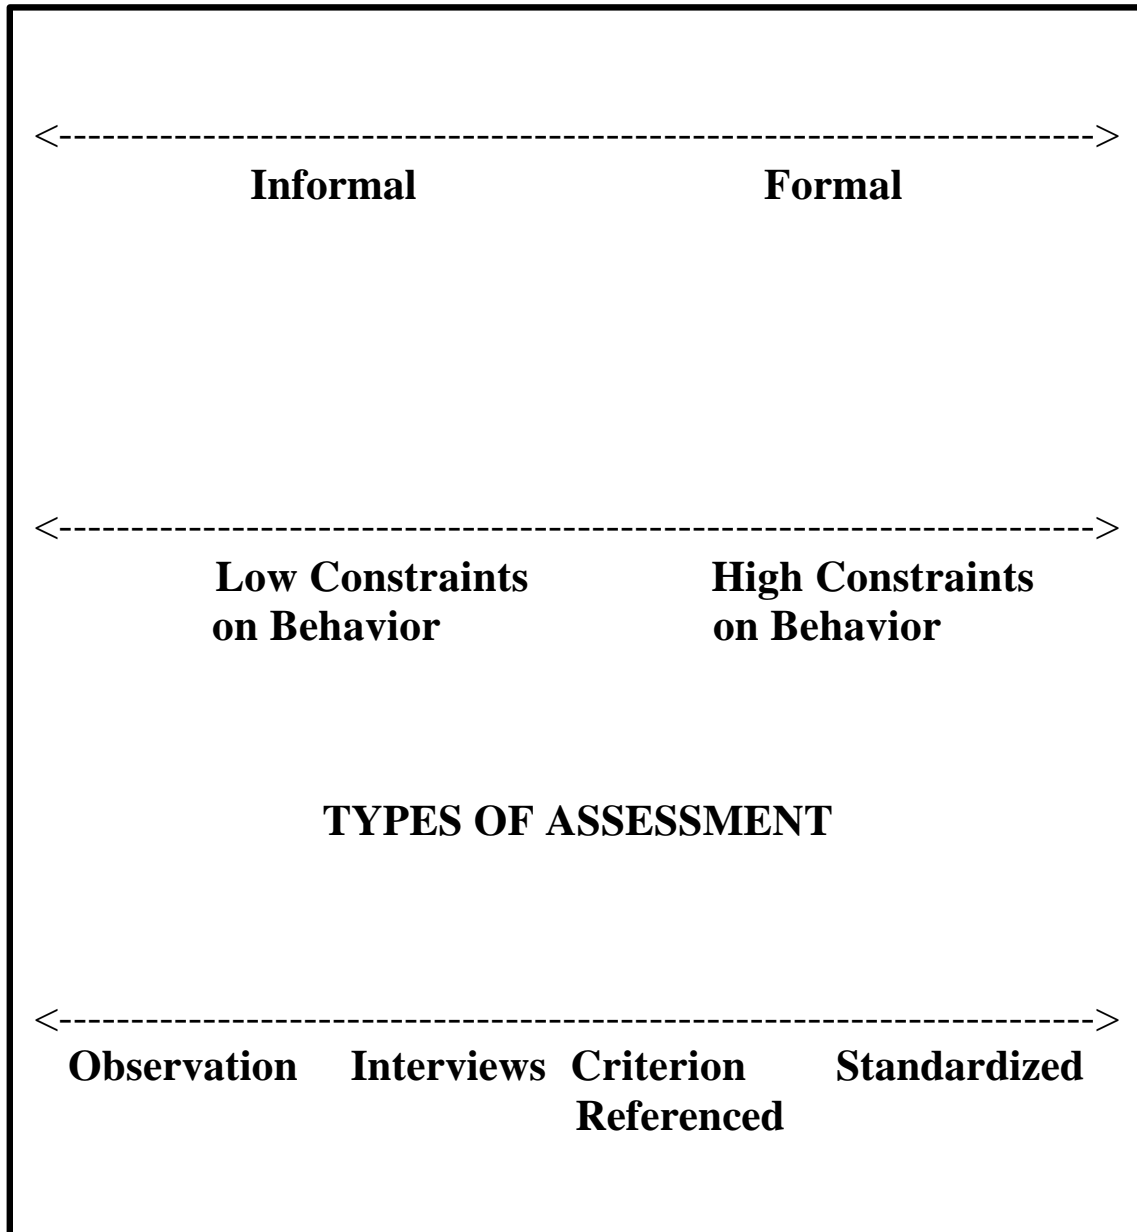 <----------------------------------------------------------------------------------------->
Informal Formal
<----------------------------------------------------------------------------------------->
Low Constraints High Constraints
on Behavior on Behavior
TYPES OF ASSESSMENT
<----------------------------------------------------------------------------------------->
Observation Interviews Criterion Standardized
Referenced